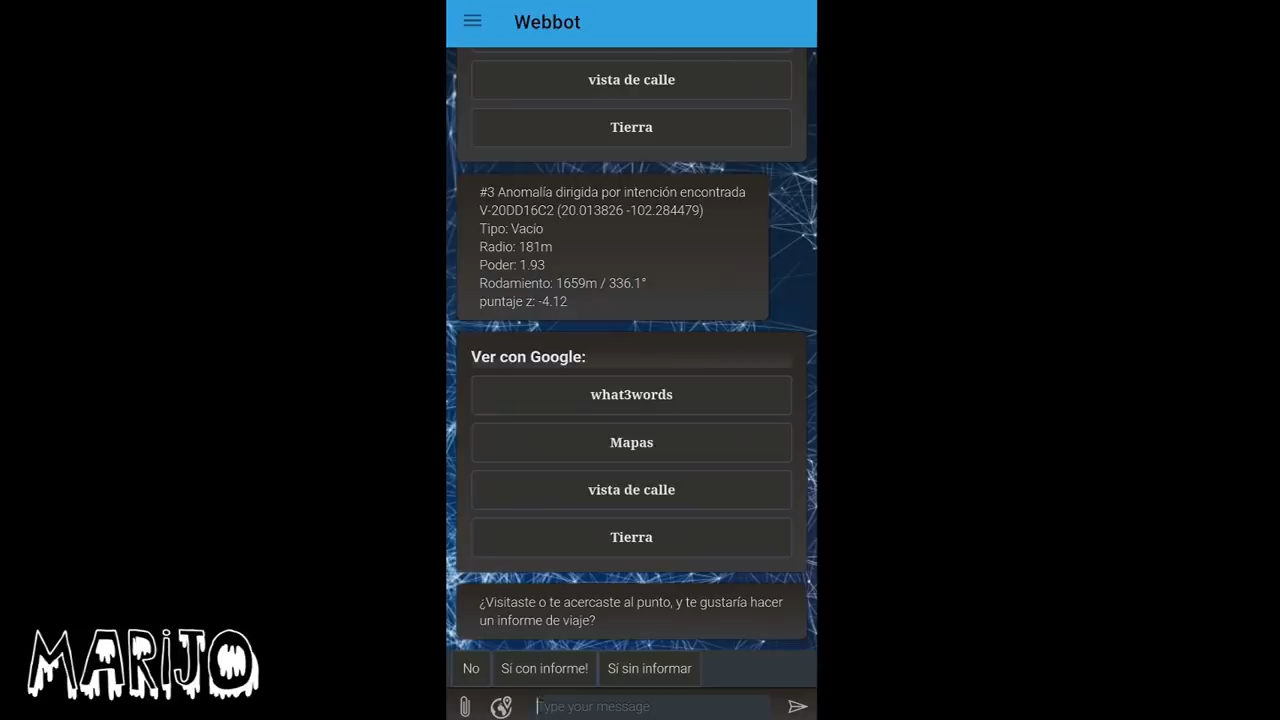 Webbot
vista de calle
Tierra
#3 Anomalía dirigida por intención encontrada
V-20DD16C2 (20.013826 -102.284479)
Tipo: Vacío
Radio: 181m
Poder: 1.93
Rodamiento: 1659m / 336.1°
puntaje z: -4.12
Ver con Google:
what3words
Mapas
vista de calle
Tierra
¿Visitaste o te acercaste al punto, y te gustaría hacer
un informe de viaje?
No
Sí con informe!
Sí sin informar
Type your message
MARiJO